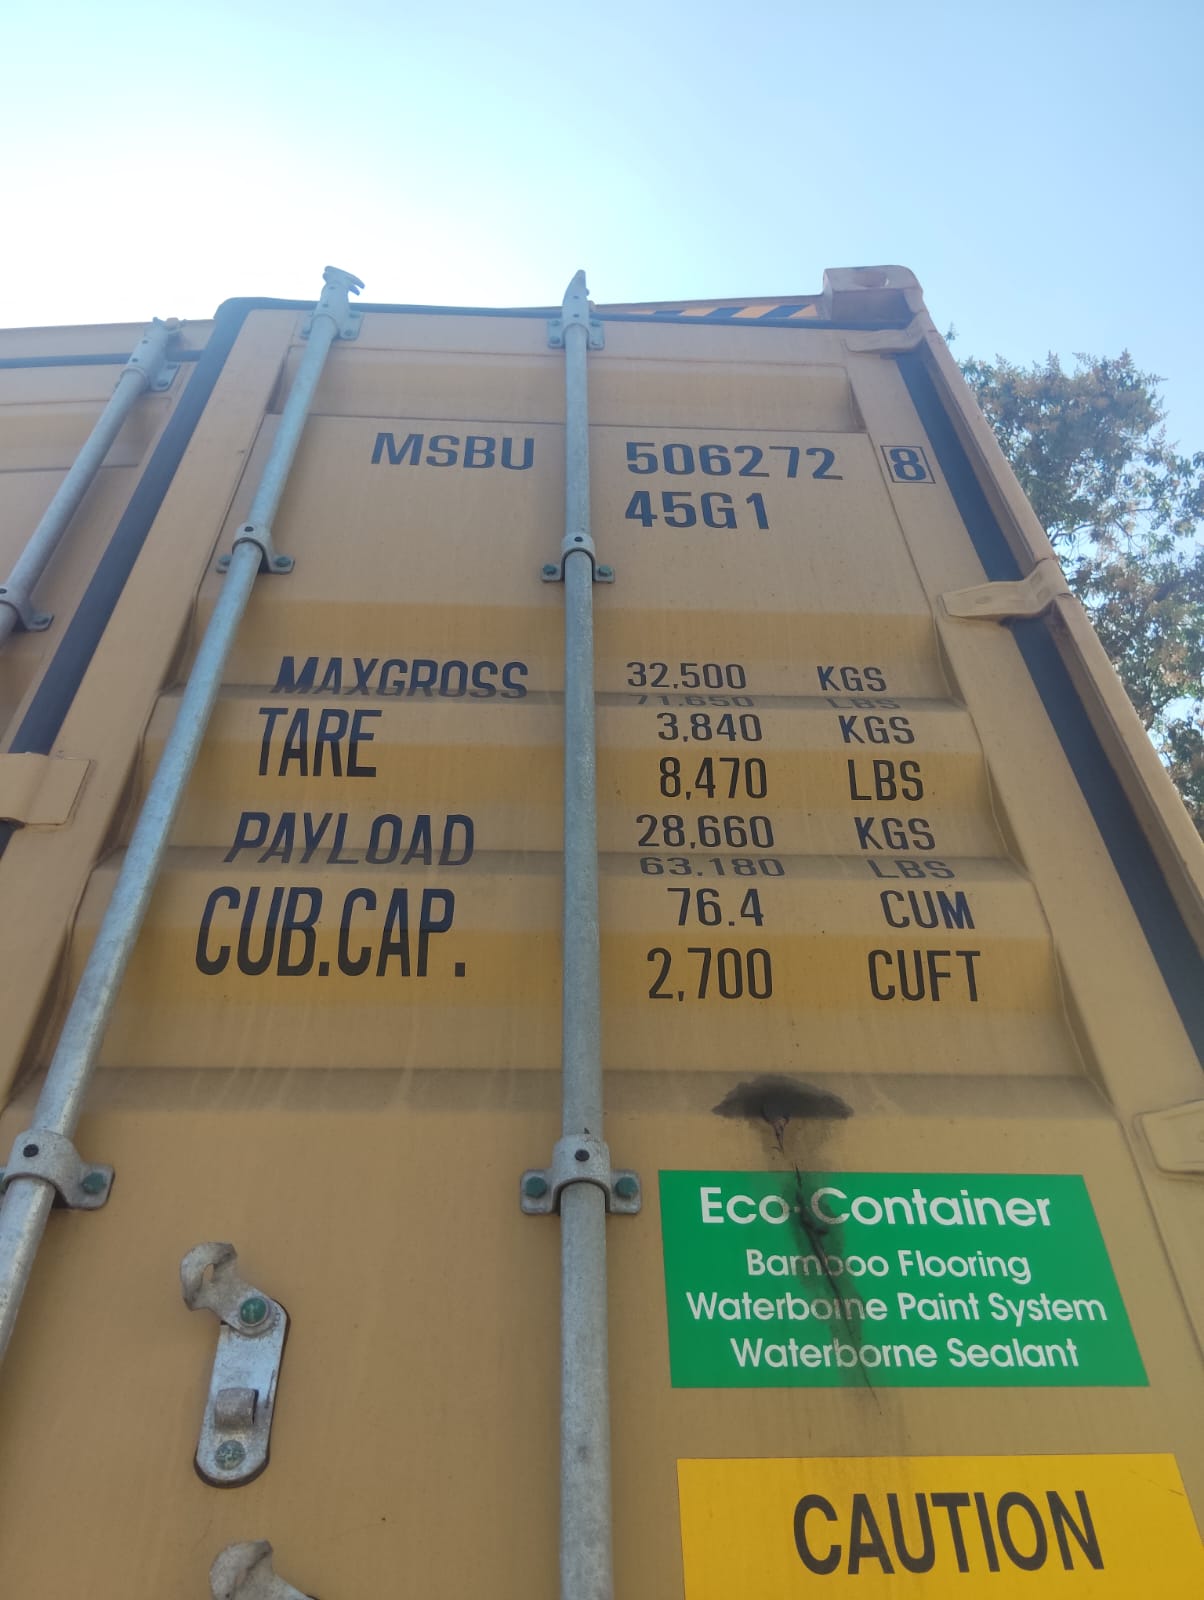 MSBU 506272 8
45G1
MAXGROSS 32,500 KGS
71,650 LBS
TARE 3,840 KGS
8,470 LBS
PAYLOAD 28,660 KGS
63,180 LBS
CUB.CAP. 76.4 CUM
2,700 CUFT
Eco-Container
Bamboo Flooring
Waterborne Paint System
Waterborne Sealant
CAUTION